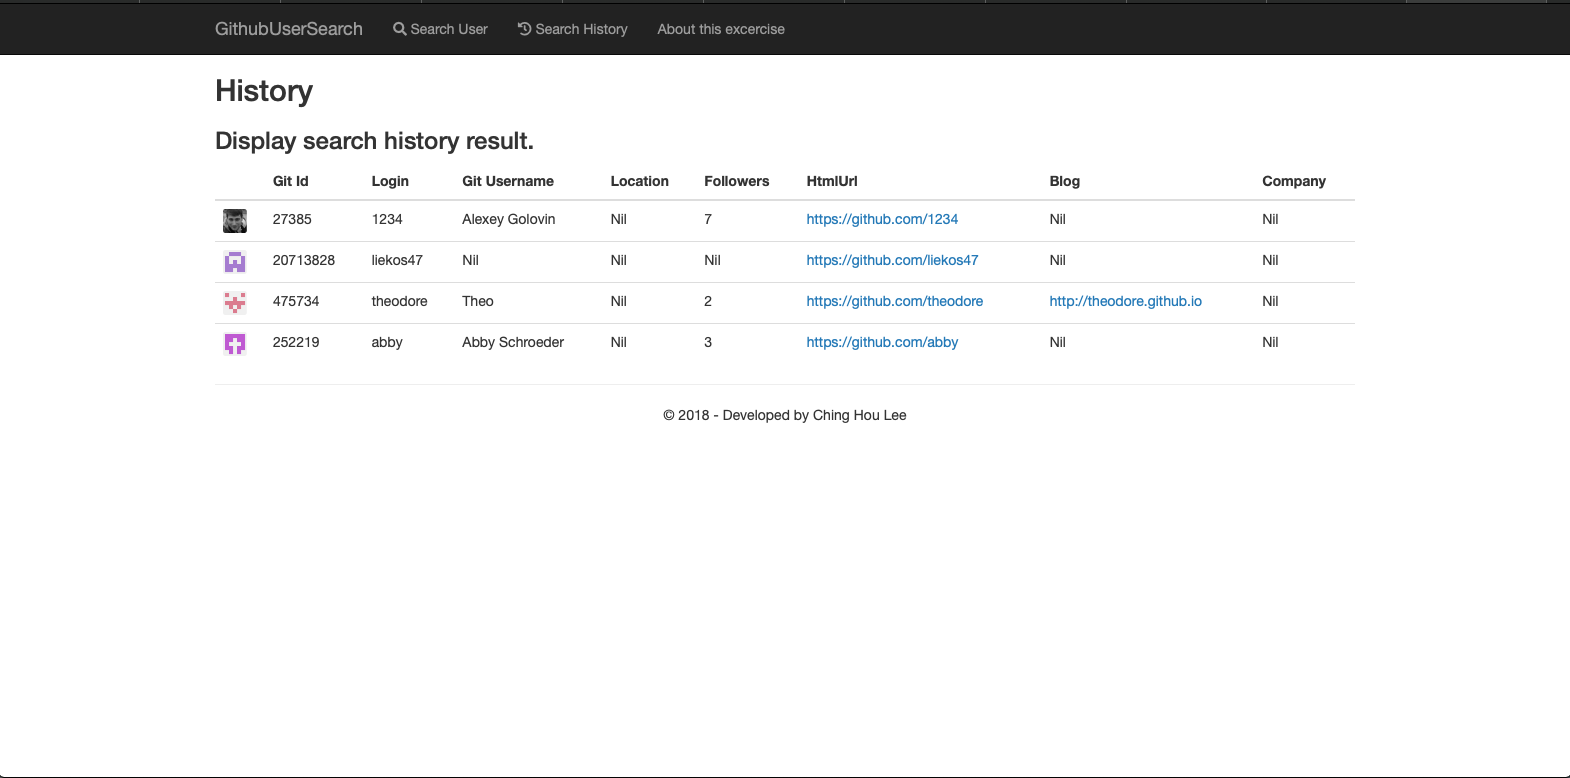 GithubUserSearch Search User Search History About this excercise
History
Display search history result.
Git Id Login Git Username Location Followers HtmlUrl Blog Company
27385 1234 Alexey Golovin Nil 7 https://github.com/1234 Nil Nil
20713828 liekos47 Nil Nil Nil https://github.com/liekos47 Nil Nil
475734 theodore Theo Nil 2 https://github.com/theodore http://theodore.github.io Nil
252219 abby Abby Schroeder Nil 3 https://github.com/abby Nil Nil
© 2018 - Developed by Ching Hou Lee